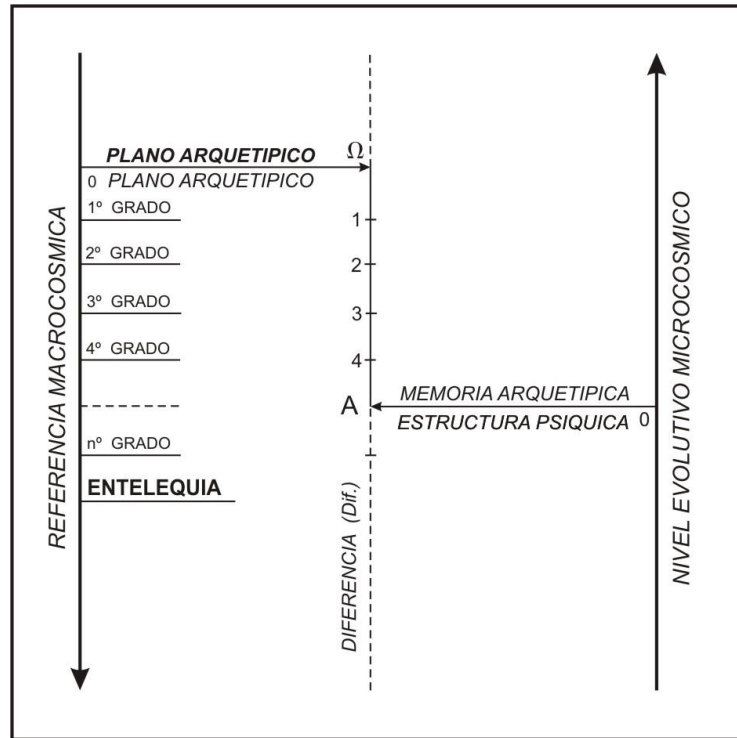 PLANO ARQUETIPICO Ω
0 PLANO ARQUETIPICO
1º GRADO 1
2º GRADO 2
3º GRADO 3
4º GRADO 4
MEMORIA ARQUETIPICA
A
ESTRUCTURA PSIQUICA 0
nº GRADO
ENTELEQUIA
REFERENCIA MACROCOSMICA
DIFERENCIA (Dif.)
NIVEL EVOLUTIVO MICROCOSMICO